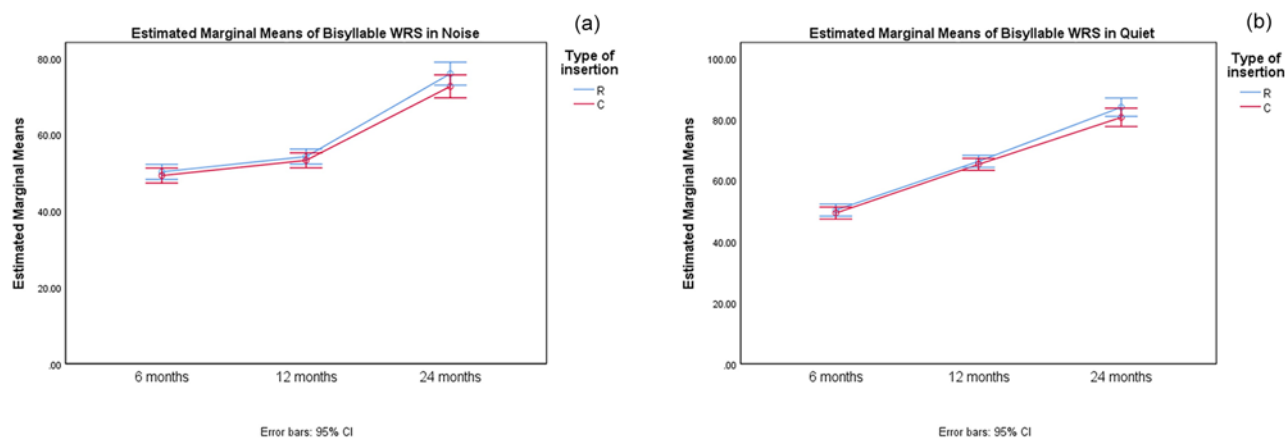 (a)
Estimated Marginal Means of Bisyllable WRS in Noise
Type of
insertion
R
C
Estimated Marginal Means
80.00
60.00
40.00
20.00
.00
6 months
12 months
24 months
Error bars: 95% CI
(b)
Estimated Marginal Means of Bisyllable WRS in Quiet
Type of
insertion
R
C
Estimated Marginal Means
100.00
80.00
60.00
40.00
20.00
.00
6 months
12 months
24 months
Error bars: 95% CI